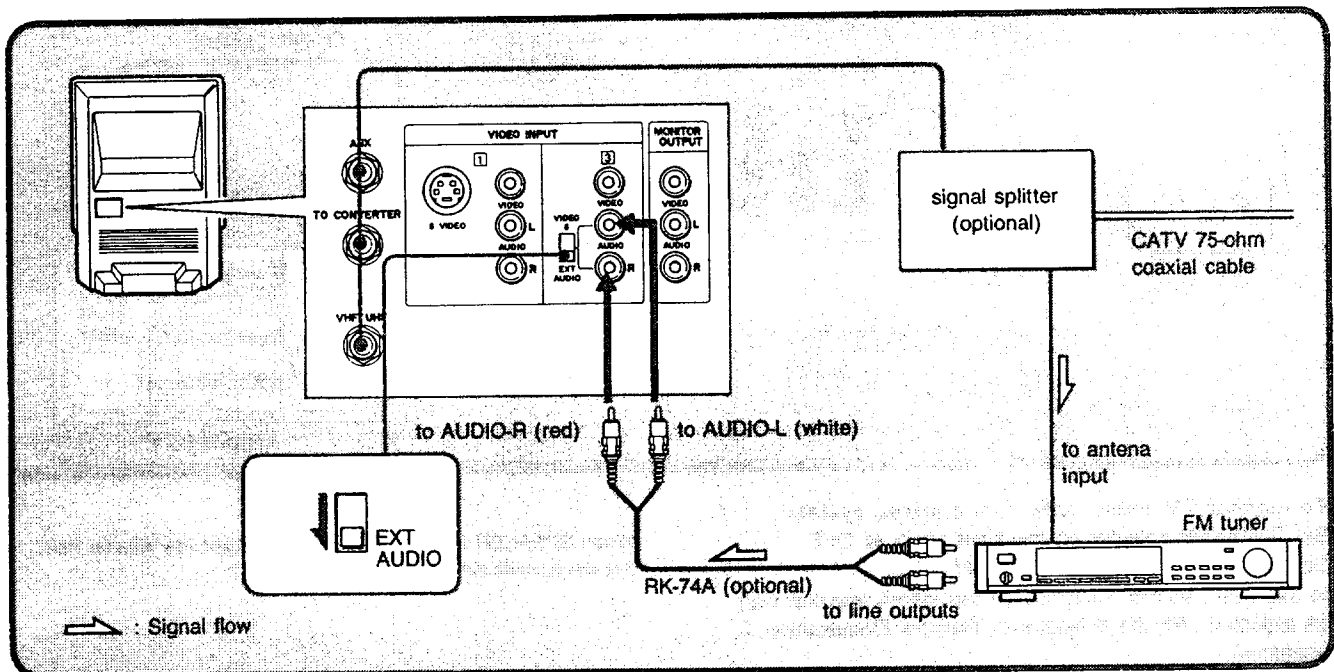 AUX
TO CONVERTER
VHF / UHF
VIDEO INPUT
1
S VIDEO
VIDEO
L
AUDIO
R
3
VIDEO
VIDEO
3
L
AUDIO
EXT
AUDIO
R
MONITOR
OUTPUT
VIDEO
L
AUDIO
R
signal splitter
(optional)
CATV 75-ohm
coaxial cable
to AUDIO-R (red)
to AUDIO-L (white)
to antena
input
FM tuner
EXT
AUDIO
RK-74A (optional)
to line outputs
: Signal flow